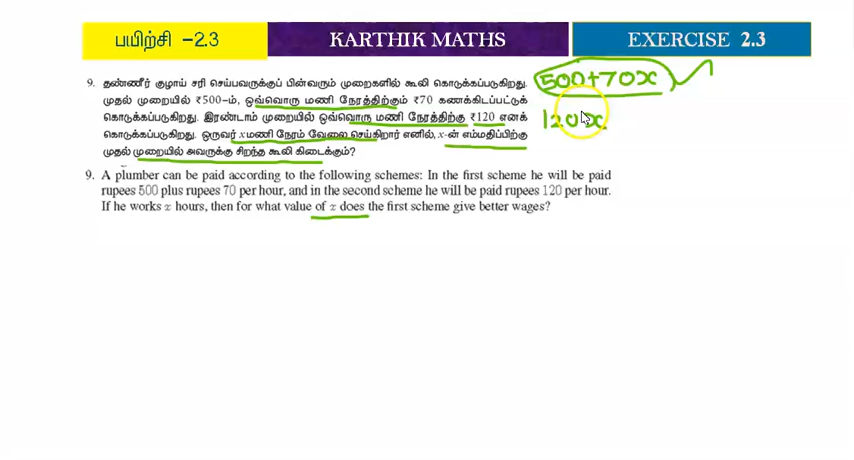 பயிற்சி -2.3
KARTHIK MATHS
EXERCISE 2.3
9. தண்ணீர் குழாய் சரி செய்பவருக்குப் பின்வரும் முறைகளில் கூலி கொடுக்கப்படுகிறது.
முதல் முறையில் ₹500-ம், ஒவ்வொரு மணி நேரத்திற்கும் ₹70 கணக்கிடப்பட்டுக்
கொடுக்கப்படுகிறது. இரண்டாம் முறையில் ஒவ்வொரு மணி நேரத்திற்கு ₹120 எனக்
கொடுக்கப்படுகிறது. ஒருவர் x மணி நேரம் வேலை செய்கிறார் எனில், x-ன் எம்மதிப்பிற்கு
முதல் முறையில் அவருக்கு சிறந்த கூலி கிடைக்கும்?
500+70x
120x
9. A plumber can be paid according to the following schemes: In the first scheme he will be paid
rupees 500 plus rupees 70 per hour, and in the second scheme he will be paid rupees 120 per hour.
If he works x hours, then for what value of x does the first scheme give better wages?